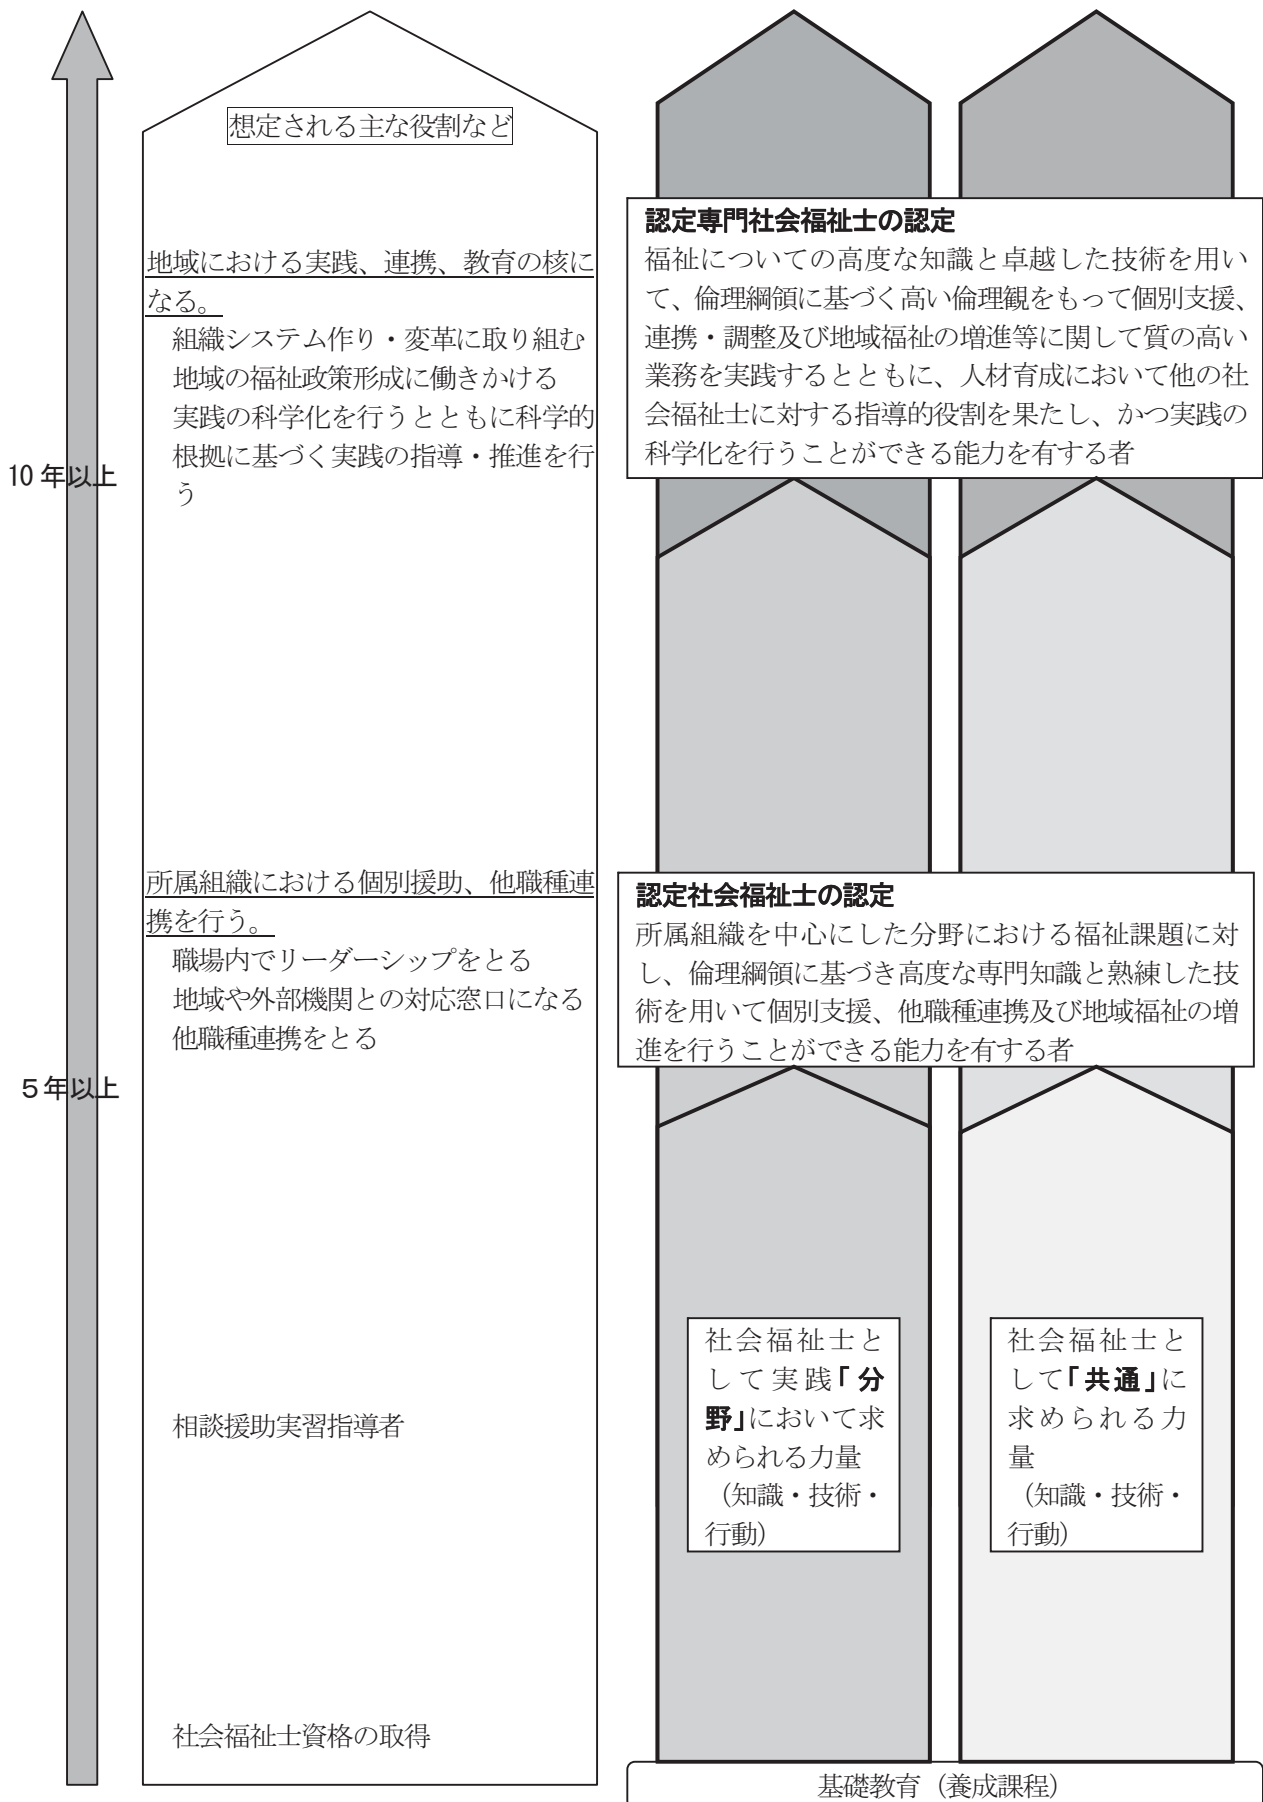 想定される主な役割など
地域における実践、連携、教育の核に
なる。
組織システム作り・変革に取り組む
地域の福祉政策形成に働きかける
実践の科学化を行うとともに科学的
根拠に基づく実践の指導・推進を行
う
10年以上
認定専門社会福祉士の認定
福祉についての高度な知識と卓越した技術を用い
て、倫理綱領に基づく高い倫理観をもって個別支援、
連携・調整及び地域福祉の増進等に関して質の高い
業務を実践するとともに、人材育成において他の社
会福祉士に対する指導的役割を果たし、かつ実践の
科学化を行うことができる能力を有する者
所属組織における個別援助、他職種連
携を行う。
職場内でリーダーシップをとる
地域や外部機関との対応窓口になる
他職種連携をとる
5年以上
認定社会福祉士の認定
所属組織を中心にした分野における福祉課題に対
し、倫理綱領に基づき高度な専門知識と熟練した技
術を用いて個別支援、他職種連携及び地域福祉の増
進を行うことができる能力を有する者
相談援助実習指導者
社会福祉士資格の取得
社会福祉士と
して実践「分
野」において求
められる力量
(知識・技術・
行動)
社会福祉士と
して「共通」に
求められる力
量
(知識・技術・
行動)
基礎教育(養成課程)